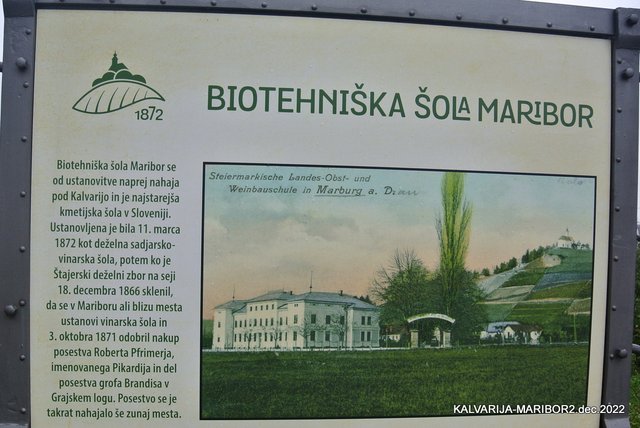 1872
BIOTEHNIŠKA ŠOLA MARIBOR
Biotehniška šola Maribor se
od ustanovitve naprej nahaja
pod Kalvarijo in je najstarejša
kmetijska šola v Sloveniji.
Ustanovljena je bila 11. marca
1872 kot deželna sadjarsko-
vinarska šola, potem ko je
Štajerski deželni zbor na seji
18. decembra 1866 sklenil,
da se v Mariboru ali blizu mesta
ustanovi vinarska šola in
3. oktobra 1871 odobril nakup
posestva Roberta Pfrimerja,
imenovanega Pikardija in del
posestva grofa Brandisa v
Grajskem logu. Posestvo se je
takrat nahajalo še zunaj mesta.
Steiermarkische Landes-Obst- und
Weinbauschule in Marburg a. Drau
KALVARIJA-MARIBOR2.dec 2022